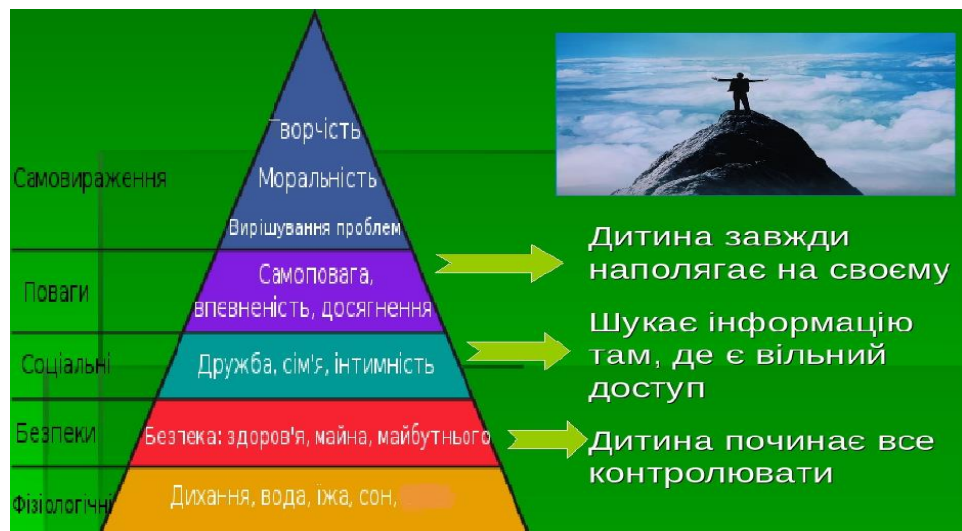 Творчість
Самовираження
Моральність
Вирішування проблем
Дитина завжди
наполягає на своєму
Поваги
Самоповага,
впєвненість, досягнення
Шукає інформацію
там, де є вільний
доступ
Соціальні
Дружба, сім'я, інтимність
Безпеки
Безпека: здоров'я, майна, майбутнього
Дитина починає все
контролювати
Фізіологічні
Дихання, вода, їжа, сон,